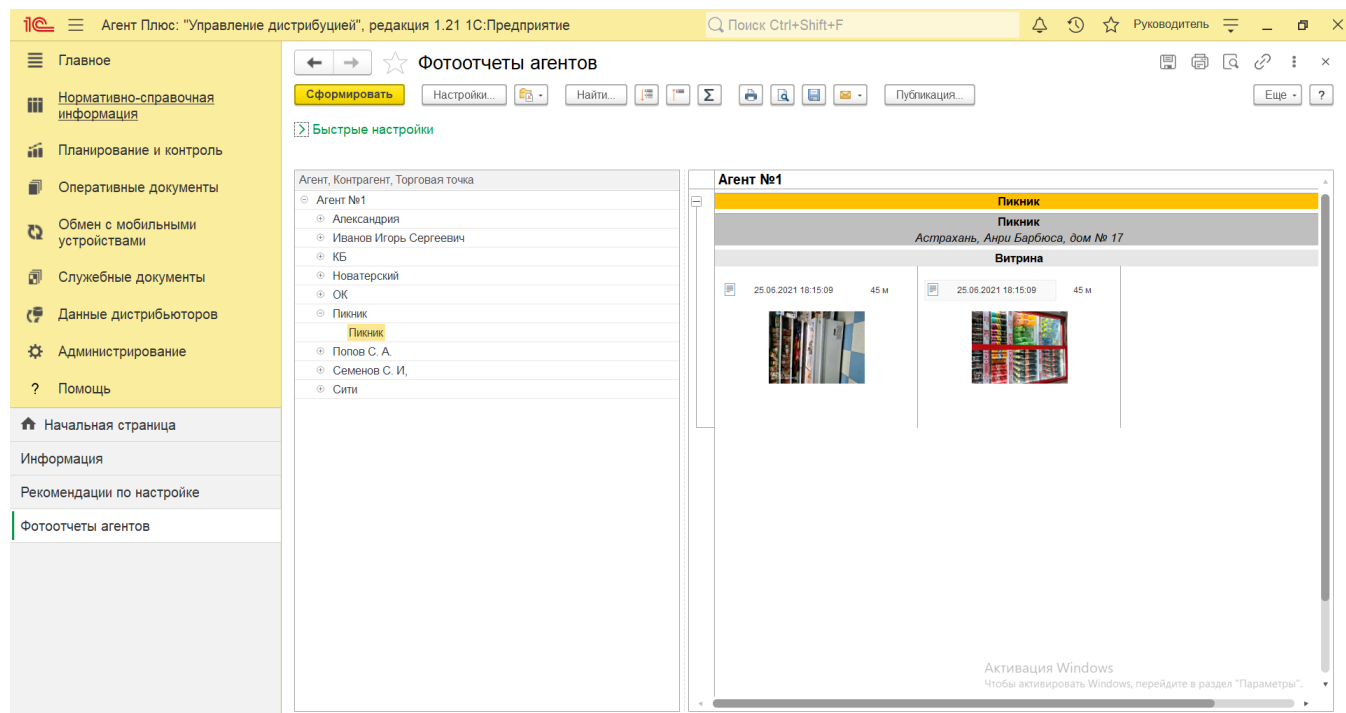 1С Агент Плюс: "Управление дистрибуцией", редакция 1.21 1С:Предприятие
Поиск Ctrl+Shift+F
Руководитель
Главное
Нормативно-справочная
информация
Планирование и контроль
Оперативные документы
Обмен с мобильными
устройствами
Служебные документы
Данные дистрибьюторов
Администрирование
? Помощь
Начальная страница
Информация
Рекомендации по настройке
Фотоотчеты агентов
Фотоотчеты агентов
Сформировать
Настройки...
Найти...
Σ
Публикация...
Еще
?
Быстрые настройки
Агент, Контрагент, Торговая точка
Агент №1
Александрия
Иванов Игорь Сергеевич
КБ
Новатерский
ОК
Пикник
Пикник
Попов С. А.
Семенов С. И,
Сити
Агент №1
Пикник
Пикник
Астрахань, Анри Барбюса, дом № 17
Витрина
25.06.2021 18:15:09 45 м
25.06.2021 18:15:09 45 м
Активация Windows
Чтобы активировать Windows, перейдите в раздел "Параметры".